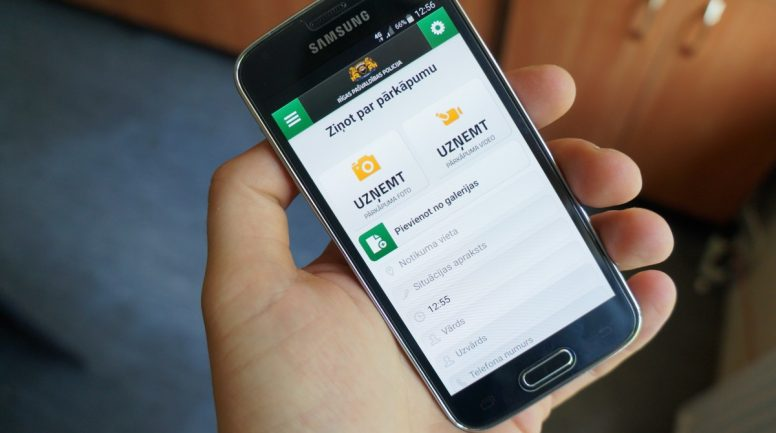 SAMSUNG
4G 66% 12:56
RĪGAS PAŠVALDĪBAS POLICIJA
Ziņot par pārkāpumu
UZŅEMT
PĀRKĀPUMA FOTO
UZŅEMT
PĀRKĀPUMA VIDEO
Pievienot no galerijas
Notikuma vieta
Situācijas apraksts
12:55
Vārds
Uzvārds
Telefona numurs